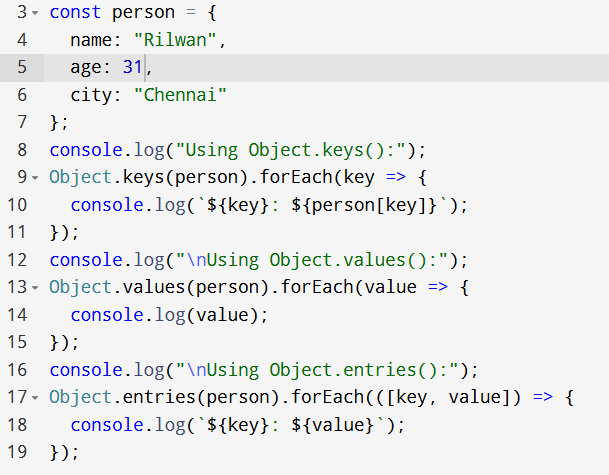 3 const person = {
4   name: "Rilwan",
5   age: 31,
6   city: "Chennai"
7 };
8 console.log("Using Object.keys():");
9 Object.keys(person).forEach(key => {
10   console.log(`${key}: ${person[key]}`);
11 });
12 console.log("\nUsing Object.values():");
13 Object.values(person).forEach(value => {
14   console.log(value);
15 });
16 console.log("\nUsing Object.entries():");
17 Object.entries(person).forEach(([key, value]) => {
18   console.log(`${key}: ${value}`);
19 });